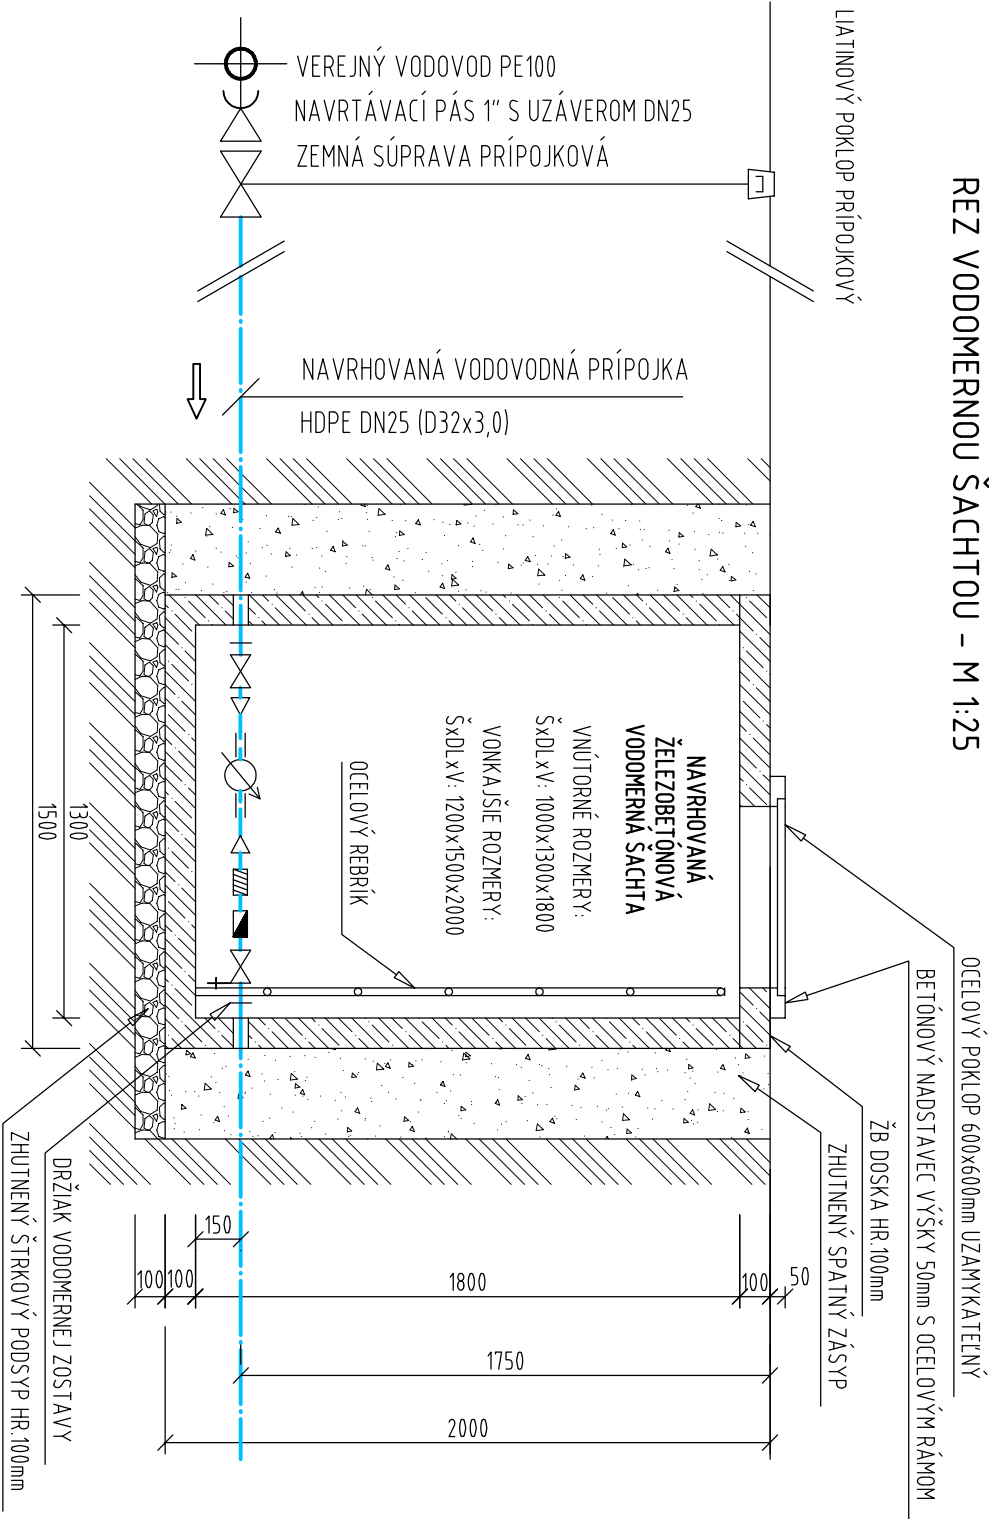 REZ VODOMERNOU ŠACHTOU - M 1:25
LIATINOVÝ POKLOP PRÍPOJKOVÝ
VEREJNÝ VODOVOD PE100
NAVRTÁVACÍ PÁS 1" S UZÁVEROM DN25
ZEMNÁ SÚPRAVA PRÍPOJKOVÁ
NAVRHOVANÁ VODOVODNÁ PRÍPOJKA
HDPE DN25 (D32x3,0)
NAVRHOVANÁ
ŽELEZOBETÓNOVÁ
VODOMERNÁ ŠACHTA
VNÚTORNÉ ROZMERY:
ŠxDLxV: 1000x1300x1800
VONKAJŠIE ROZMERY:
ŠxDLxV: 1200x1500x2000
OCELOVÝ REBRÍK
1300
1500
OCELOVÝ POKLOP 600x600mm UZAMYKATEĽNÝ
BETÓNOVÝ NADSTAVEC VÝŠKY 50mm S OCELOVÝM RÁMOM
ŽB DOSKA HR.100mm
ZHUTNENÝ SPATNÝ ZÁSYP
DRŽIAK VODOMERNEJ ZOSTAVY
ZHUTNENÝ ŠTRKOVÝ PODSYP HR.100mm
50
100
1800
150
100
100
1750
2000